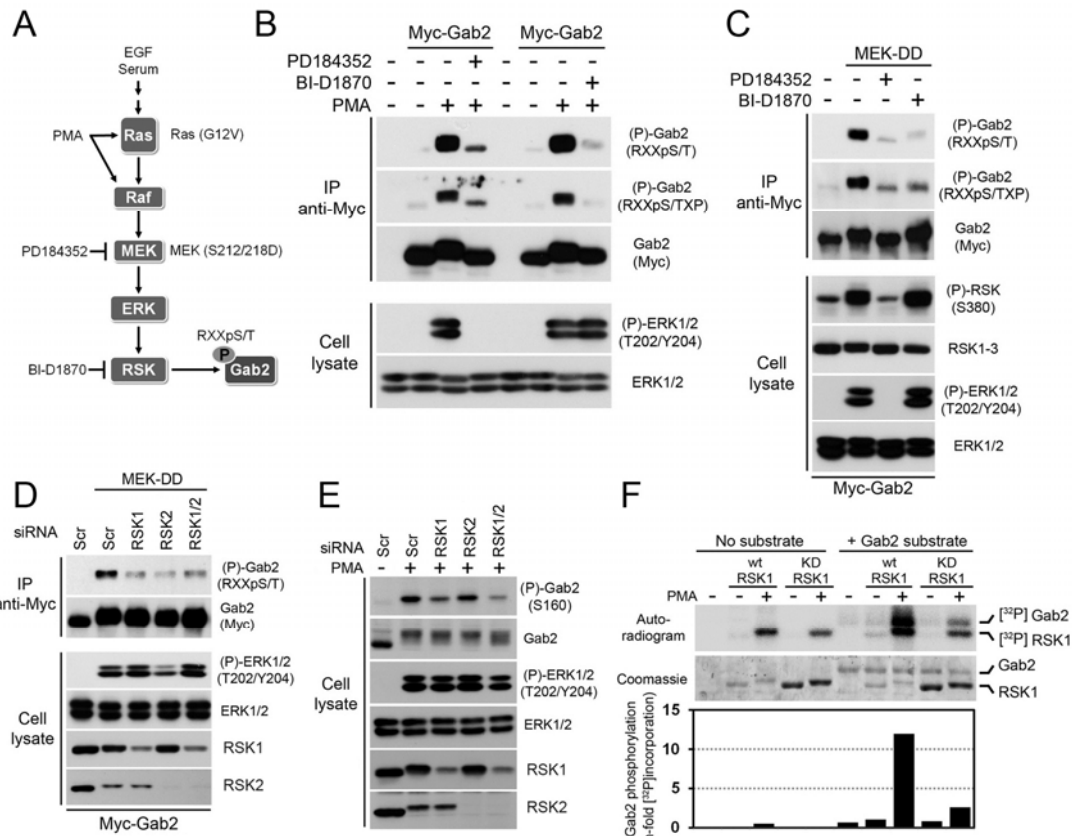 A
EGF
Serum
PMA
Ras
Ras (G12V)
Raf
PD184352
MEK
MEK (S212/218D)
ERK
RXXpS/T
P
BI-D1870
RSK
Gab2
B
Myc-Gab2 Myc-Gab2
PD184352 - - - + - - - -
BI-D1870 - - - - - - - +
PMA - - + + - - + +
IP
anti-Myc
(P)-Gab2
(RXXpS/T)
(P)-Gab2
(RXXpS/TXP)
Gab2
(Myc)
Cell
lysate
(P)-ERK1/2
(T202/Y204)
ERK1/2
C
MEK-DD
PD184352 - - + -
BI-D1870 - - - +
IP
anti-Myc
(P)-Gab2
(RXXpS/T)
(P)-Gab2
(RXXpS/TXP)
Gab2
(Myc)
Cell
lysate
(P)-RSK
(S380)
RSK1-3
(P)-ERK1/2
(T202/Y204)
ERK1/2
Myc-Gab2
D
MEK-DD
siRNA Scr Scr RSK1 RSK2 RSK1/2
IP
anti-Myc
(P)-Gab2
(RXXpS/T)
Gab2
(Myc)
Cell
lysate
(P)-ERK1/2
(T202/Y204)
ERK1/2
RSK1
RSK2
Myc-Gab2
E
siRNA Scr Scr RSK1 RSK2 RSK1/2
PMA - + + + +
Cell
lysate
(P)-Gab2
(S160)
Gab2
(P)-ERK1/2
(T202/Y204)
ERK1/2
RSK1
RSK2
F
No substrate + Gab2 substrate
wt KD wt KD
RSK1 RSK1 RSK1 RSK1
PMA - - + - + - - + - +
Auto-
radiogram
[32P] Gab2
[32P] RSK1
Coomassie
Gab2
RSK1
Gab2 phosphorylation
-fold [32P]incorporation)
15
10
5
0